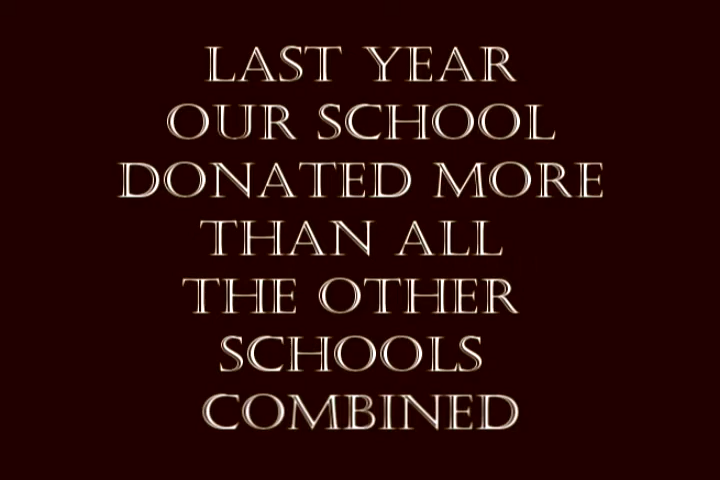 LAST YEAR
OUR SCHOOL
DONATED MORE
THAN ALL
THE OTHER
SCHOOLS
COMBINED